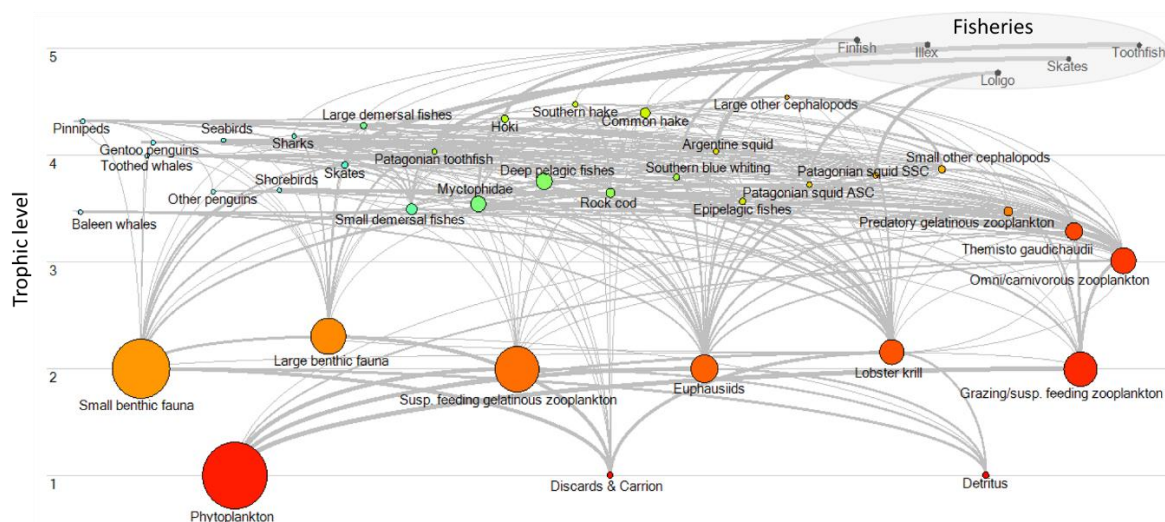 Fisheries
5
Finfish
Illex
Toothfish
Skates
Loligo
Large other cephalopods
Southern hake
Large demersal fishes
Common hake
Pinnipeds
Seabirds
Hoki
Gentoo penguins
Sharks
Argentine squid
4
Toothed whales
Patagonian toothfish
Small other cephalopods
Deep pelagic fishes
Southern blue whiting
Patagonian squid SSC
Skates
Shorebirds
Myctophidae
Patagonian squid ASC
Other penguins
Rock cod
Epipelagic fishes
Small demersal fishes
Predatory gelatinous zooplankton
Baleen whales
Themisto gaudichaudii
3
Omni/carnivorous zooplankton
Trophic level
Large benthic fauna
Lobster krill
2
Euphausiids
Grazing/susp. feeding zooplankton
Small benthic fauna
Susp. feeding gelatinous zooplankton
1
Discards & Carrion
Detritus
Phytoplankton